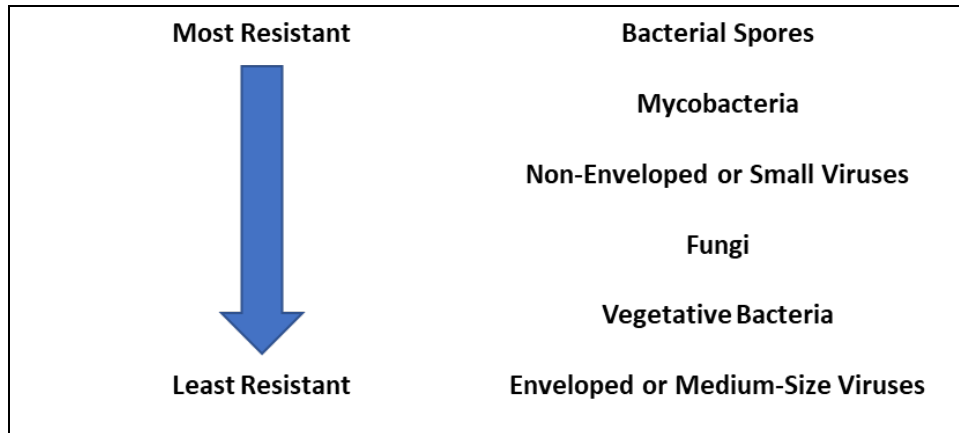 Most Resistant
Bacterial Spores
Mycobacteria
Non-Enveloped or Small Viruses
Fungi
Vegetative Bacteria
Least Resistant
Enveloped or Medium-Size Viruses